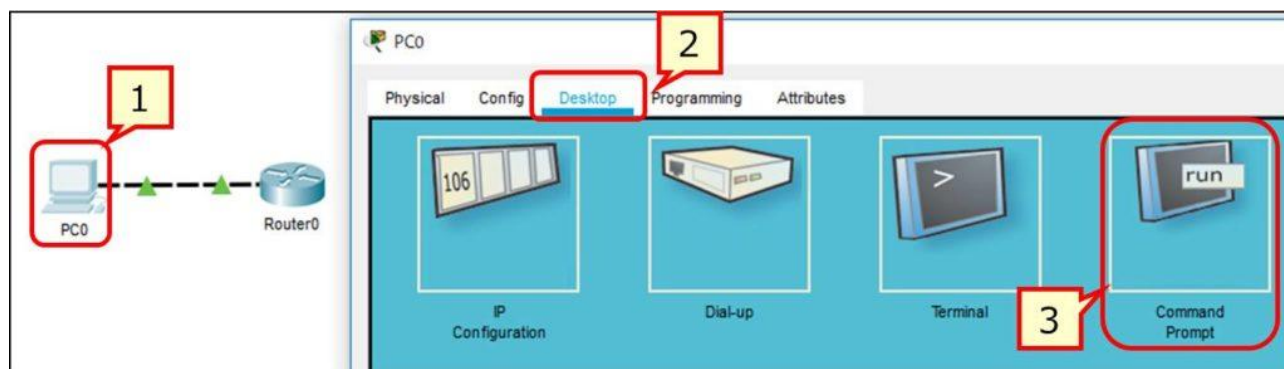 1
PC0
Router0
PC0
2
Physical Config Desktop Programming Attributes
106
>
run
IP
Configuration
Dial-up
Terminal
3
Command
Prompt